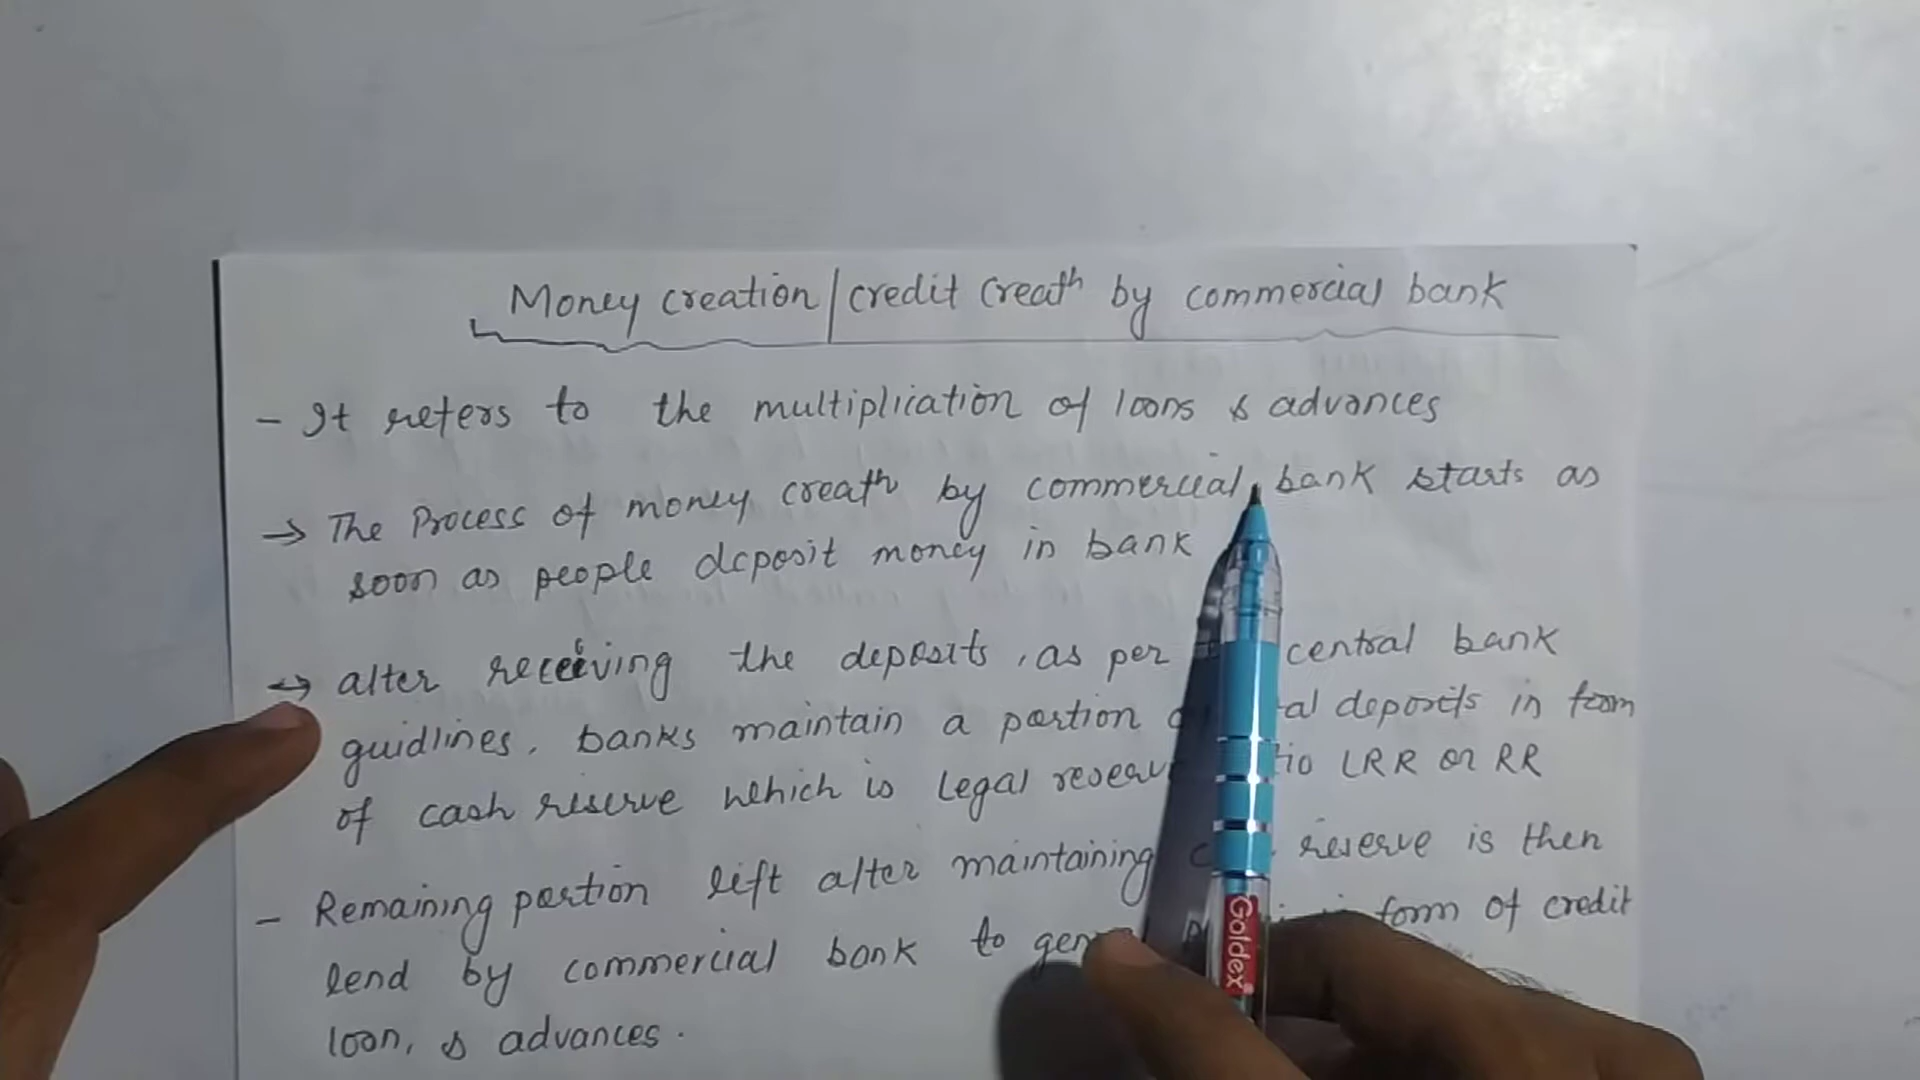 Money creation/credit Creatn by commercial bank
- It refers to the multiplication of loans & advances
→ The Process of money creatn by commercial bank starts as
soon as people deposit money in bank
↔ after receiving the deposits, as per central bank
guidlines, banks maintain a portion deposits in form
of cash reserve which is legal LRR or RR
- Remaining portion left after maintaining reserve is then
lend by commercial bank to form of credit
loan, & advances.
Goldex